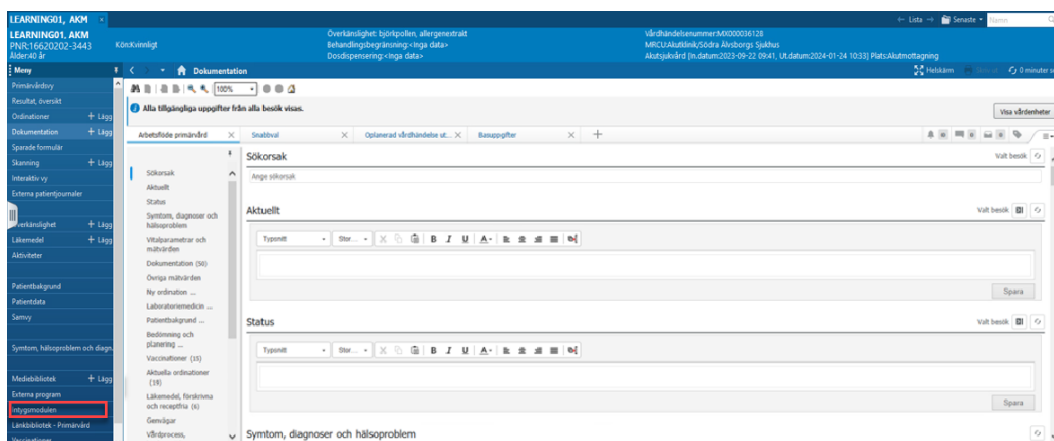 LEARNING01, AKM ×
← Lista → Senaste Namn
LEARNING01, AKM
PNR:16620202-3443
Ålder:40 år
Kön:Kvinnligt
Överkänslighet: björkpollen, allergenextrakt
Behandlingsbegränsning:<Inga data>
Dosdispensering:<Inga data>
Vårdhändelsenummer:MX000036128
MRCU:Akutklinik/Södra Älvsborgs Sjukhus
Akutsjukvård [In.datum:2023-09-22 09:41, Ut.datum:2024-01-24 10:33] Plats:Akutmottagning
Meny
Dokumentation
Helskärm
0 minuter s
Primärvårdsvy
Resultat, översikt
Ordinationer + Lägg
Dokumentation + Lägg
Sparade formulär
Skanning + Lägg
Interaktiv vy
Externa patientjournaler
verkänslighet + Lägg
Läkemedel + Lägg
Aktiviteter
Patientbakgrund
Patientdata
Samvy
Symtom, hälsoproblem och diagn.
Mediebibliotek + Lägg
Externa program
Intygsmodulen
Länkbibliotek - Primärvård
Vaccinationer
100%
Alla tillgängliga uppgifter från alla besök visas.
Visa vårdenheter
Arbetsflöde primärvård ×
Snabbval ×
Oplanerad vårdhändelse ut... ×
Basuppgifter ×
+
0 0 0
Sökorsak
Aktuellt
Status
Symtom, diagnoser och
hälsoproblem
Vitalparametrar och
mätvärden
Dokumentation (50)
Övriga mätvärden
Ny ordination ...
Laboratoriemedicin ...
Patientbakgrund ...
Bedömning och
planering ...
Vaccinationer (15)
Aktuella ordinationer
(19)
Läkemedel, förskrivna
och recepthia (6)
Genvägar
Vårdprocess,
Sökorsak
Valt besök
Ange sökorsak
Aktuellt
Valt besök
Typsnitt Stor... B I U A
Spara
Status
Valt besök
Typsnitt Stor... B I U A
Spara
Symtom, diagnoser och hälsoproblem